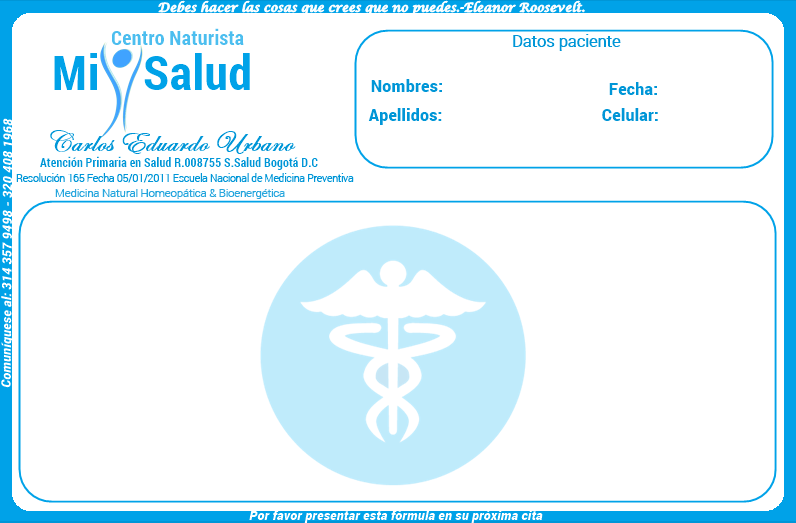 Debes hacer las cosas que crees que no puedes.-Eleanor Roosevelt.
Centro Naturista
Mi Salud
Carlos Eduardo Urbano
Atención Primaria en Salud R.008755 S.Salud Bogotá D.C
Resolución 165 Fecha 05/01/2011 Escuela Nacional de Medicina Preventiva
Medicina Natural Homeopática & Bioenergética
Datos paciente
Nombres:
Fecha:
Apellidos:
Celular:
Comuníquese al: 314 357 9498 - 320 408 1968
Por favor presentar esta fórmula en su próxima cita